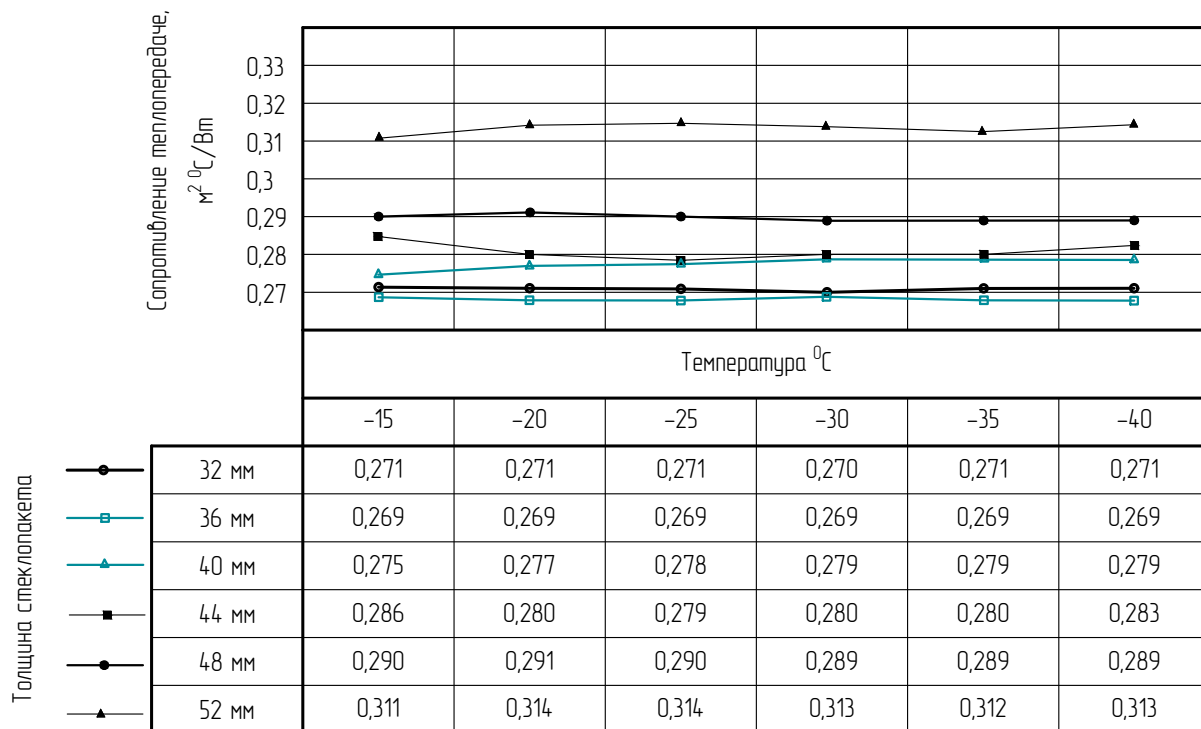 Сопротивление теплопередаче,
м² ⁰С/Вт
0,33
0,32
0,31
0,3
0,29
0,28
0,27
Температура ⁰С
–15 –20 –25 –30 –35 –40
Толщина стеклопакета
32 мм 0,271 0,271 0,271 0,270 0,271 0,271
36 мм 0,269 0,269 0,269 0,269 0,269 0,269
40 мм 0,275 0,277 0,278 0,279 0,279 0,279
44 мм 0,286 0,280 0,279 0,280 0,280 0,283
48 мм 0,290 0,291 0,290 0,289 0,289 0,289
52 мм 0,311 0,314 0,314 0,313 0,312 0,313